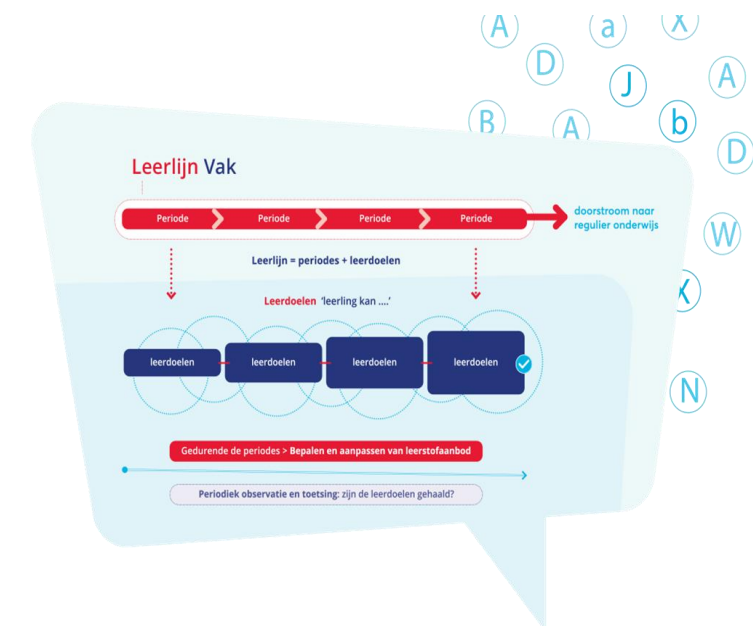 A a X
D J A
B A b D
Leerlijn Vak
Periode Periode Periode Periode
doorstroom naar
regulier onderwijs
W
Leerlijn = periodes + leerdoelen
X
Leerdoelen 'leerling kan ....'
leerdoelen leerdoelen leerdoelen leerdoelen
N
Gedurende de periodes > Bepalen en aanpassen van leerstofaanbod
Periodiek observatie en toetsing: zijn de leerdoelen gehaald?